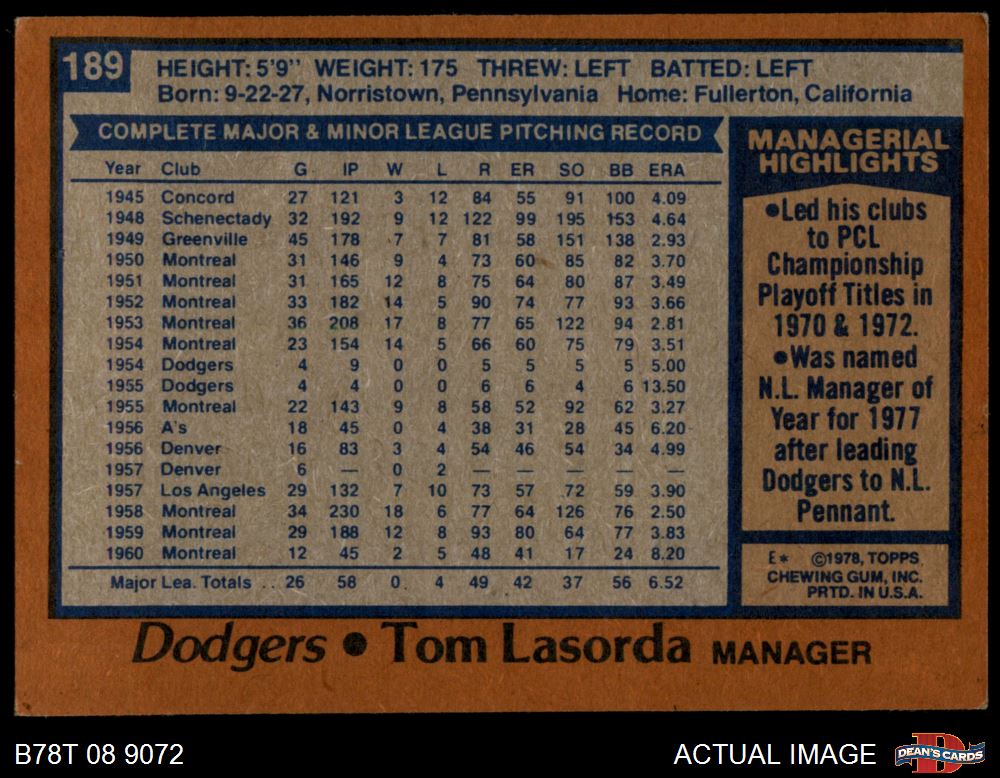 189
HEIGHT: 5'9" WEIGHT: 175 THREW: LEFT BATTED: LEFT
Born: 9-22-27, Norristown, Pennsylvania Home: Fullerton, California
COMPLETE MAJOR & MINOR LEAGUE PITCHING RECORD
Year Club G IP W L R ER SO BB ERA
1945 Concord 27 121 3 12 84 55 91 100 4.09
1948 Schenectady 32 192 9 12 122 99 195 153 4.64
1949 Greenville 45 178 7 7 81 58 151 138 2.93
1950 Montreal 31 146 9 4 73 60 85 82 3.70
1951 Montreal 31 165 12 8 75 64 80 87 3.49
1952 Montreal 33 182 14 5 90 74 77 93 3.66
1953 Montreal 36 208 17 8 77 65 122 94 2.81
1954 Montreal 23 154 14 5 66 60 75 79 3.51
1954 Dodgers 4 9 0 0 5 5 5 5 5.00
1955 Dodgers 4 4 0 0 6 6 4 6 13.50
1955 Montreal 22 143 9 8 58 52 92 62 3.27
1956 A's 18 45 0 4 38 31 28 45 6.20
1956 Denver 16 83 3 4 54 46 54 34 4.99
1957 Denver 6 — 0 2 — — — — —
1957 Los Angeles 29 132 7 10 73 57 72 59 3.90
1958 Montreal 34 230 18 6 77 64 126 76 2.50
1959 Montreal 29 188 12 8 93 80 64 77 3.83
1960 Montreal 12 45 2 5 48 41 17 24 8.20
Major Lea. Totals .. 26 58 0 4 49 42 37 56 6.52
MANAGERIAL
HIGHLIGHTS
•Led his clubs
to PCL
Championship
Playoff Titles in
1970 & 1972.
•Was named
N.L. Manager of
Year for 1977
after leading
Dodgers to N.L.
Pennant.
E* ©1978, TOPPS
CHEWING GUM, INC.
PRTD. IN U.S.A.
Dodgers • Tom Lasorda MANAGER
B78T 08 9072
ACTUAL IMAGE
DEAN'S CARDS